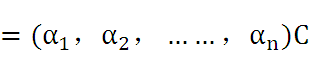 = (α₁, α₂, ……, αₙ)C